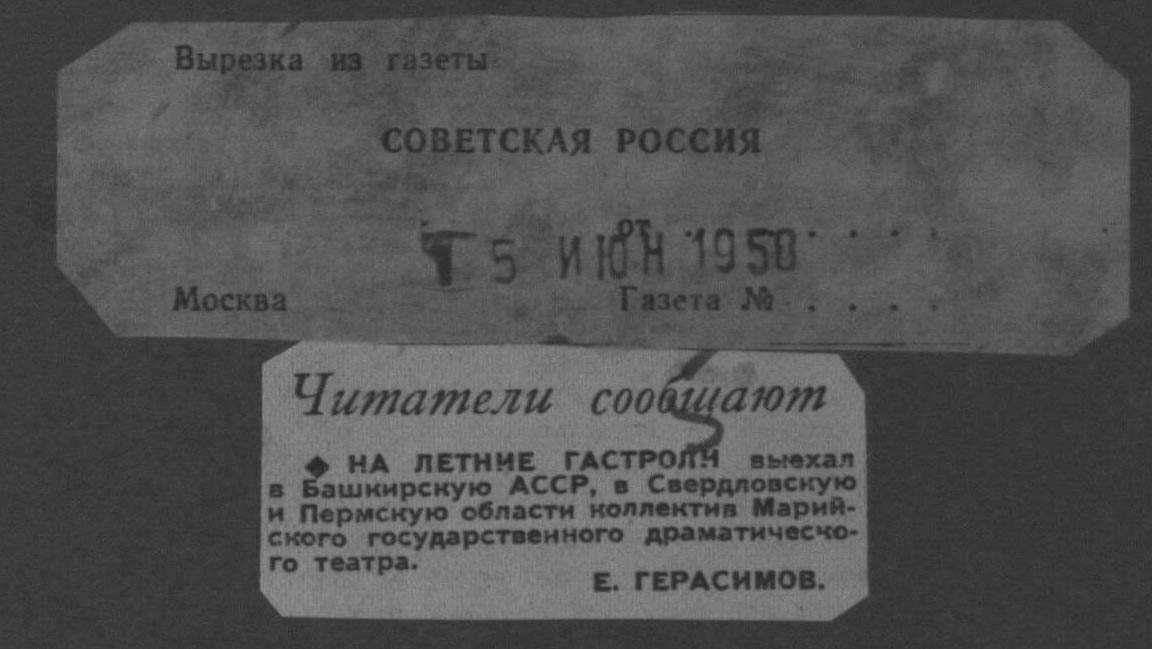 Вырезка из газеты
СОВЕТСКАЯ РОССИЯ
от . . . . . .
15 ИЮН 1958
Москва Газета № . . . .
Читатели сообщают
◆ НА ЛЕТНИЕ ГАСТРОЛИ выехал
в Башкирскую АССР, в Свердловскую
и Пермскую области коллектив Марий-
ского государственного драматическо-
го театра.
Е. ГЕРАСИМОВ.